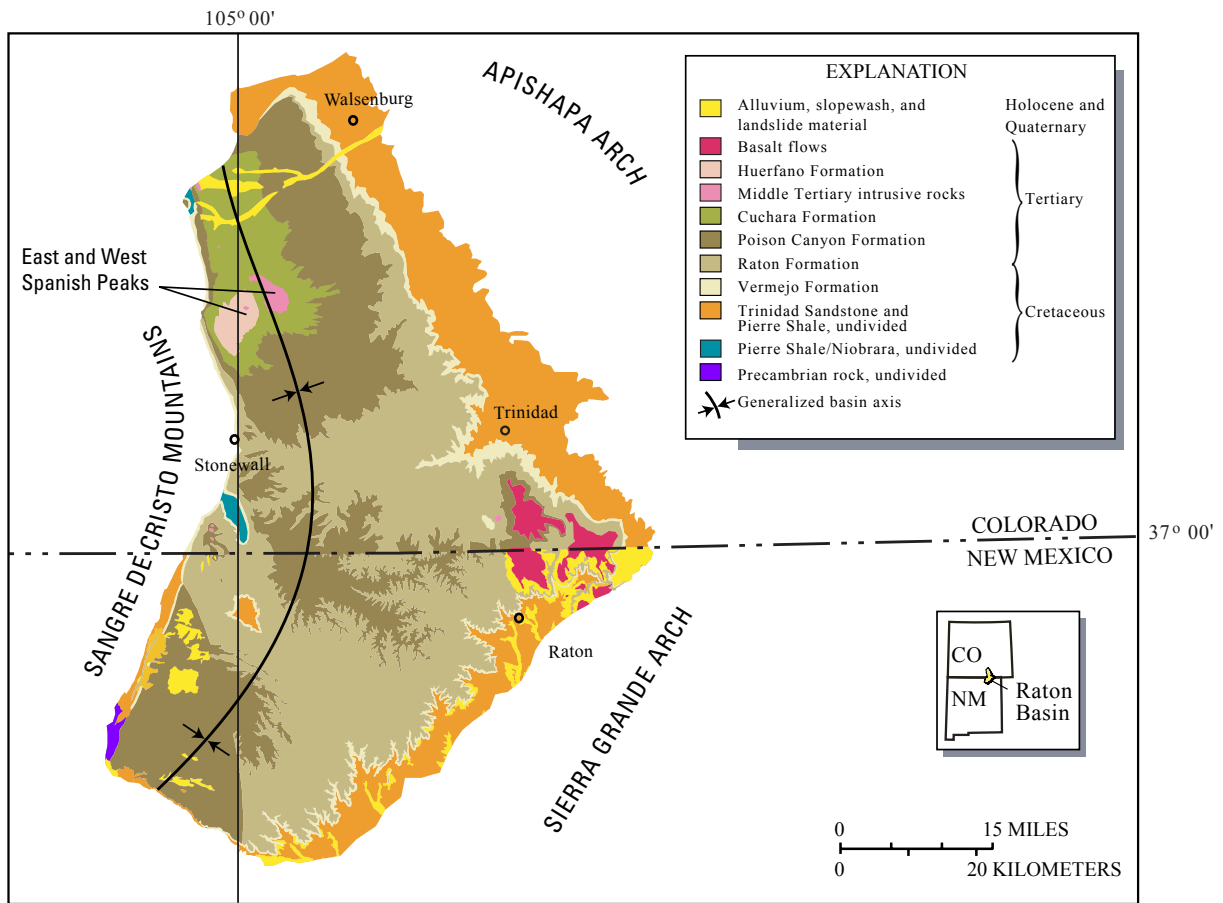 105° 00'
APISHAPA ARCH
Walsenburg
EXPLANATION
Alluvium, slopewash, and
landslide material
Holocene and
Quaternary
Basalt flows
Huerfano Formation
Middle Tertiary intrusive rocks
Tertiary
Cuchara Formation
Poison Canyon Formation
Raton Formation
Vermejo Formation
Trinidad Sandstone and
Pierre Shale, undivided
Cretaceous
Pierre Shale/Niobrara, undivided
Precambrian rock, undivided
Generalized basin axis
East and West
Spanish Peaks
SANGRE DE CRISTO MOUNTAINS
Trinidad
Stonewall
COLORADO
NEW MEXICO
37° 00'
Raton
SIERRA GRANDE ARCH
CO
NM
Raton
Basin
0 15 MILES
0 20 KILOMETERS